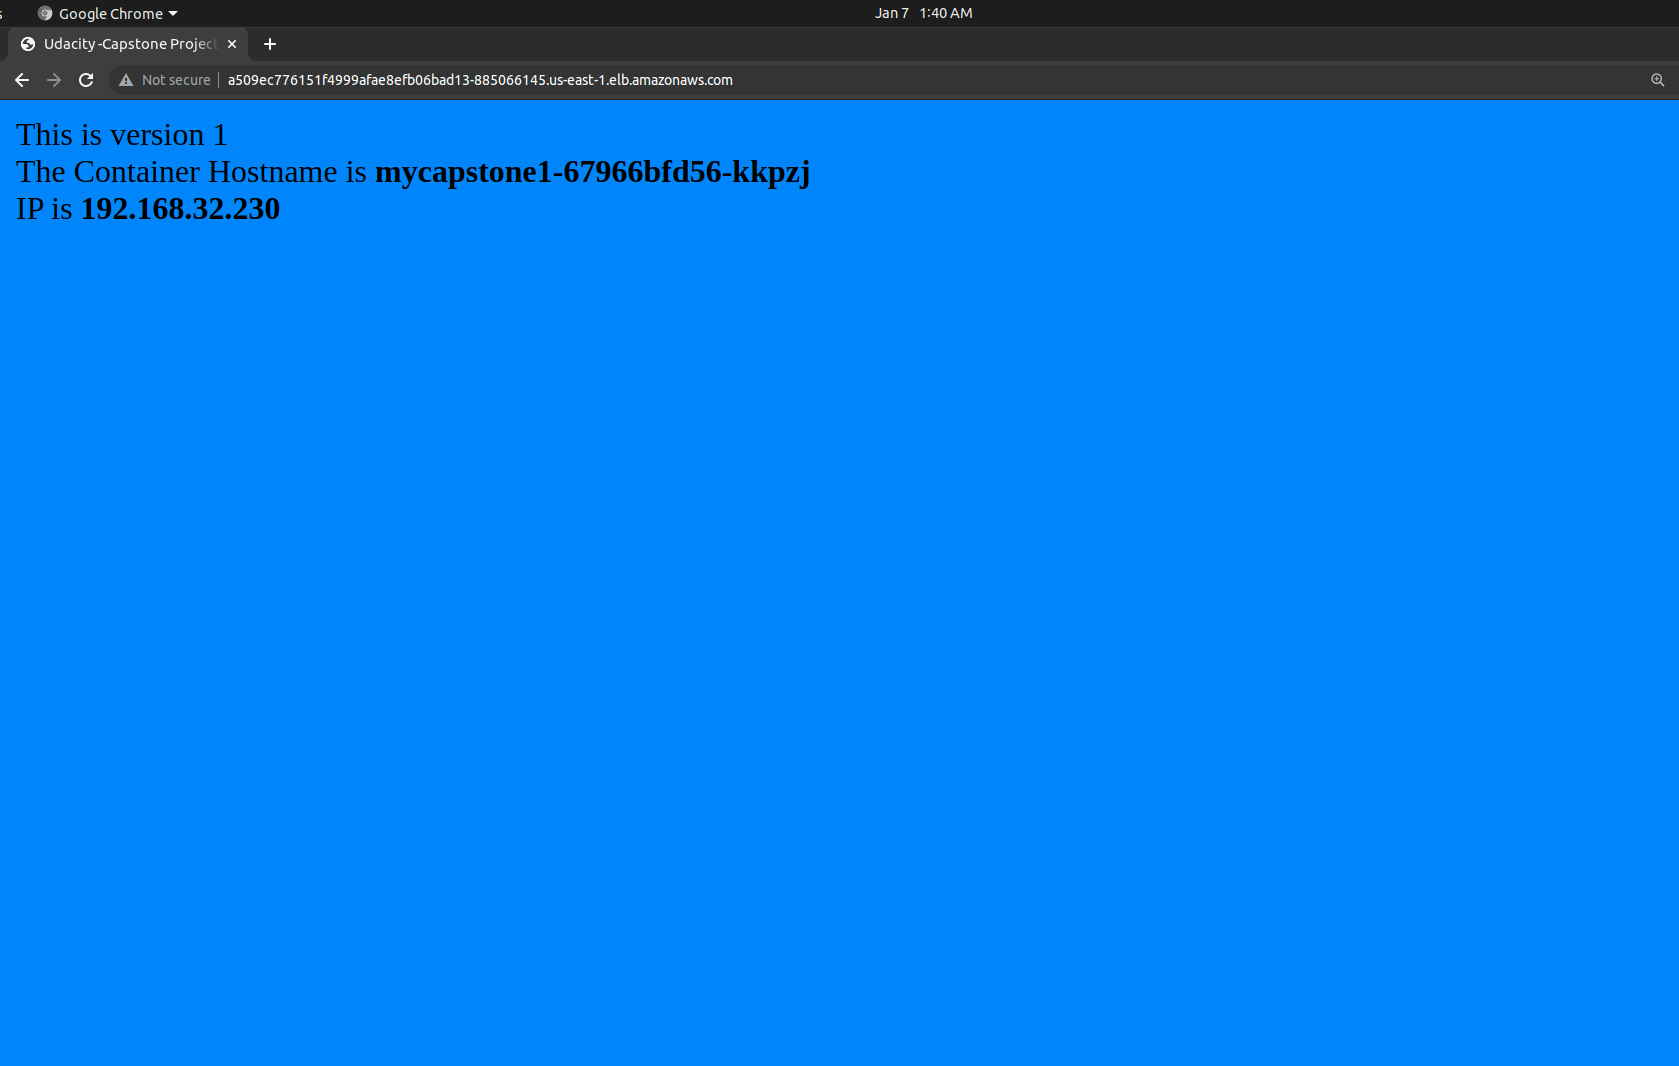 s Google Chrome Jan 7 1:40 AM
Udacity -Capstone Project
Not secure a509ec776151f4999afae8efb06bad13-885066145.us-east-1.elb.amazonaws.com
This is version 1
The Container Hostname is mycapstone1-67966bfd56-kkpzj
IP is 192.168.32.230